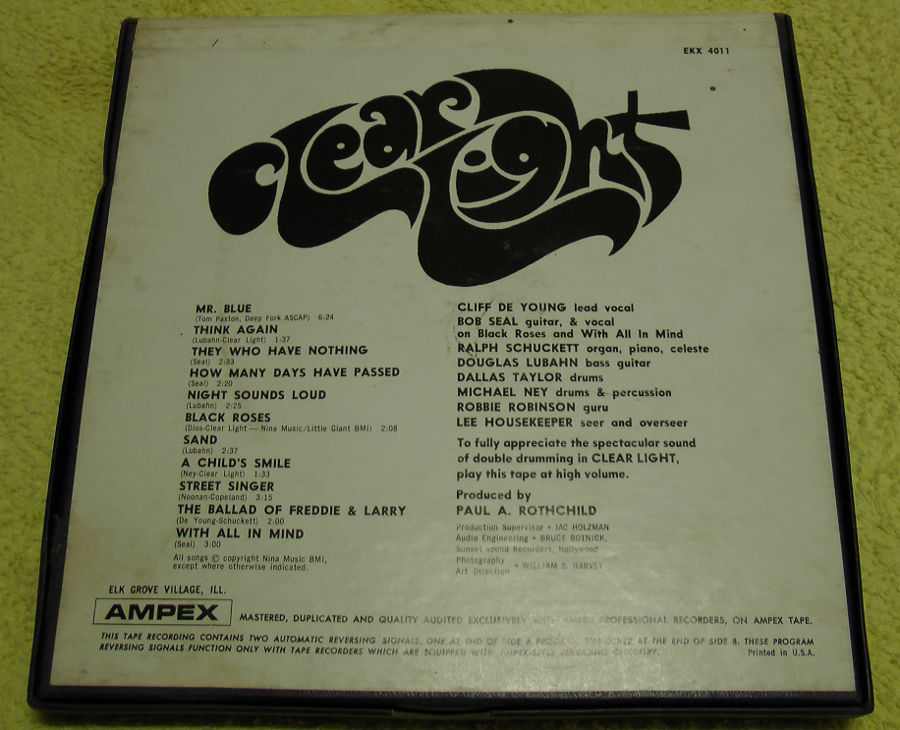 EKX 4011
Clear
Light
MR. BLUE
(Tom Paxton, Deep Fork ASCAP) 6:24
THINK AGAIN
(Lubahn-Clear Light) 1:37
THEY WHO HAVE NOTHING
(Seal) 2:33
HOW MANY DAYS HAVE PASSED
(Seal) 2:20
NIGHT SOUNDS LOUD
(Lubahn) 2:25
BLACK ROSES
(Dios-Clear Light — Nina Music/Little Giant BMI) 2:08
SAND
(Lubahn) 2:37
A CHILD'S SMILE
(Ney-Clear Light) 1:33
STREET SINGER
(Noonan-Copeland) 3:15
THE BALLAD OF FREDDIE & LARRY
(De Young-Schuckett) 2:00
WITH ALL IN MIND
(Seal) 3:00
All songs © copyright Nina Music BMI,
except where otherwise indicated.
CLIFF DE YOUNG lead vocal
BOB SEAL guitar, & vocal
on Black Roses and With All In Mind
RALPH SCHUCKETT organ, piano, celeste
DOUGLAS LUBAHN bass guitar
DALLAS TAYLOR drums
MICHAEL NEY drums & percussion
ROBBIE ROBINSON guru
LEE HOUSEKEEPER seer and overseer
To fully appreciate the spectacular sound
of double drumming in CLEAR LIGHT,
play this tape at high volume.
Produced by
PAUL A. ROTHCHILD
Production Supervisor • JAC HOLZMAN
Audio Engineering • BRUCE BOTNICK,
Sunset Sound Recorders, Hollywood
Photography
Art Direction • WILLIAM S. HARVEY
ELK GROVE VILLAGE, ILL.
AMPEX MASTERED, DUPLICATED AND QUALITY AUDITED EXCLUSIVELY WITH AMPEX PROFESSIONAL RECORDERS, ON AMPEX TAPE.
THIS TAPE RECORDING CONTAINS TWO AUTOMATIC REVERSING SIGNALS, ONE AT END OF SIDE A PROGRAM, THE OTHER AT THE END OF SIDE B. THESE PROGRAM
REVERSING SIGNALS FUNCTION ONLY WITH TAPE RECORDERS WHICH ARE EQUIPPED WITH AMPEX-STYLE REVERSING CIRCUITRY.
Printed in U.S.A.